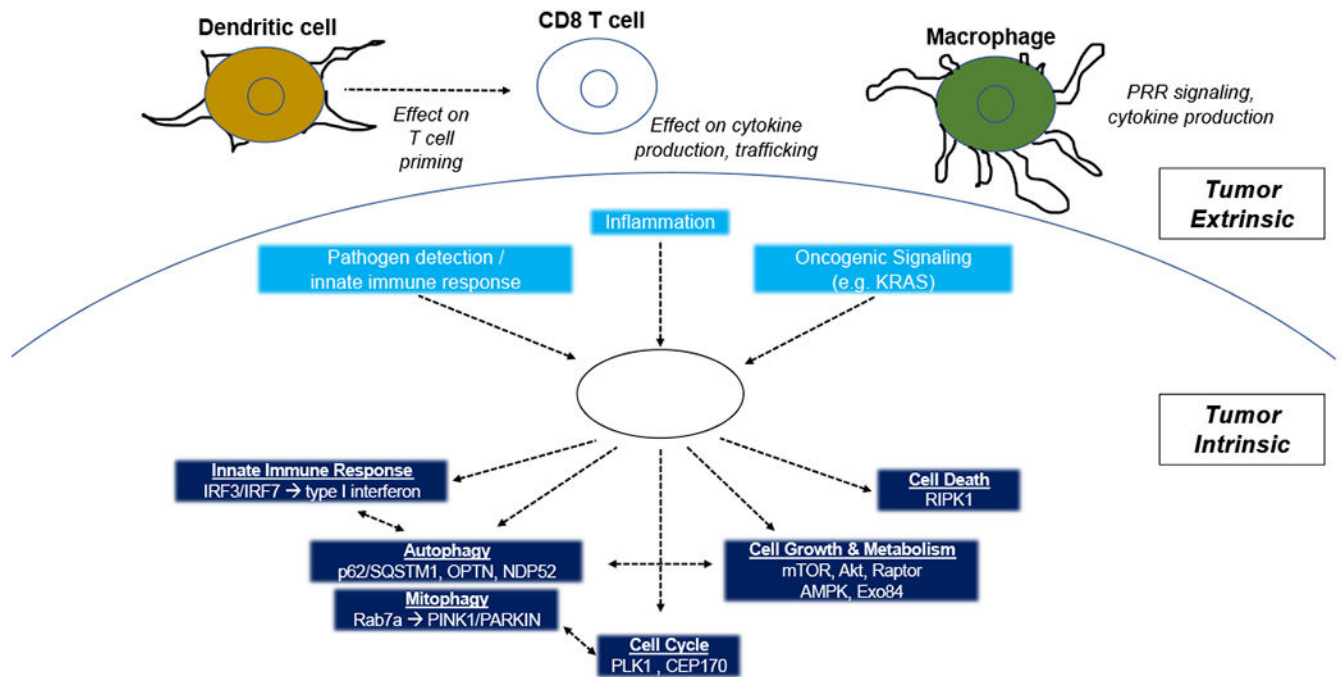 Dendritic cell
CD8 T cell
Macrophage
Effect on
T cell
priming
Effect on cytokine
production, trafficking
PRR signaling,
cytokine production
Tumor
Extrinsic
Inflammation
Pathogen detection /
innate immune response
Oncogenic Signaling
(e.g. KRAS)
Tumor
Intrinsic
Innate Immune Response
IRF3/IRF7 → type I interferon
Cell Death
RIPK1
Autophagy
p62/SQSTM1, OPTN, NDP52
Cell Growth & Metabolism
mTOR, Akt, Raptor
AMPK, Exo84
Mitophagy
Rab7a → PINK1/PARKIN
Cell Cycle
PLK1 , CEP170